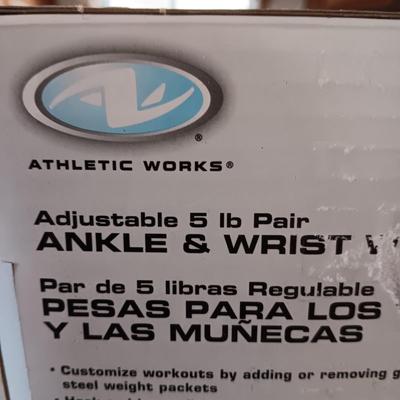 ATHLETIC WORKS®
Adjustable 5 lb Pair
ANKLE & WRIST
Par de 5 libras Regulable
PESAS PARA LOS
Y LAS MUÑECAS
• Customize workouts by adding or removing
steel weight packets